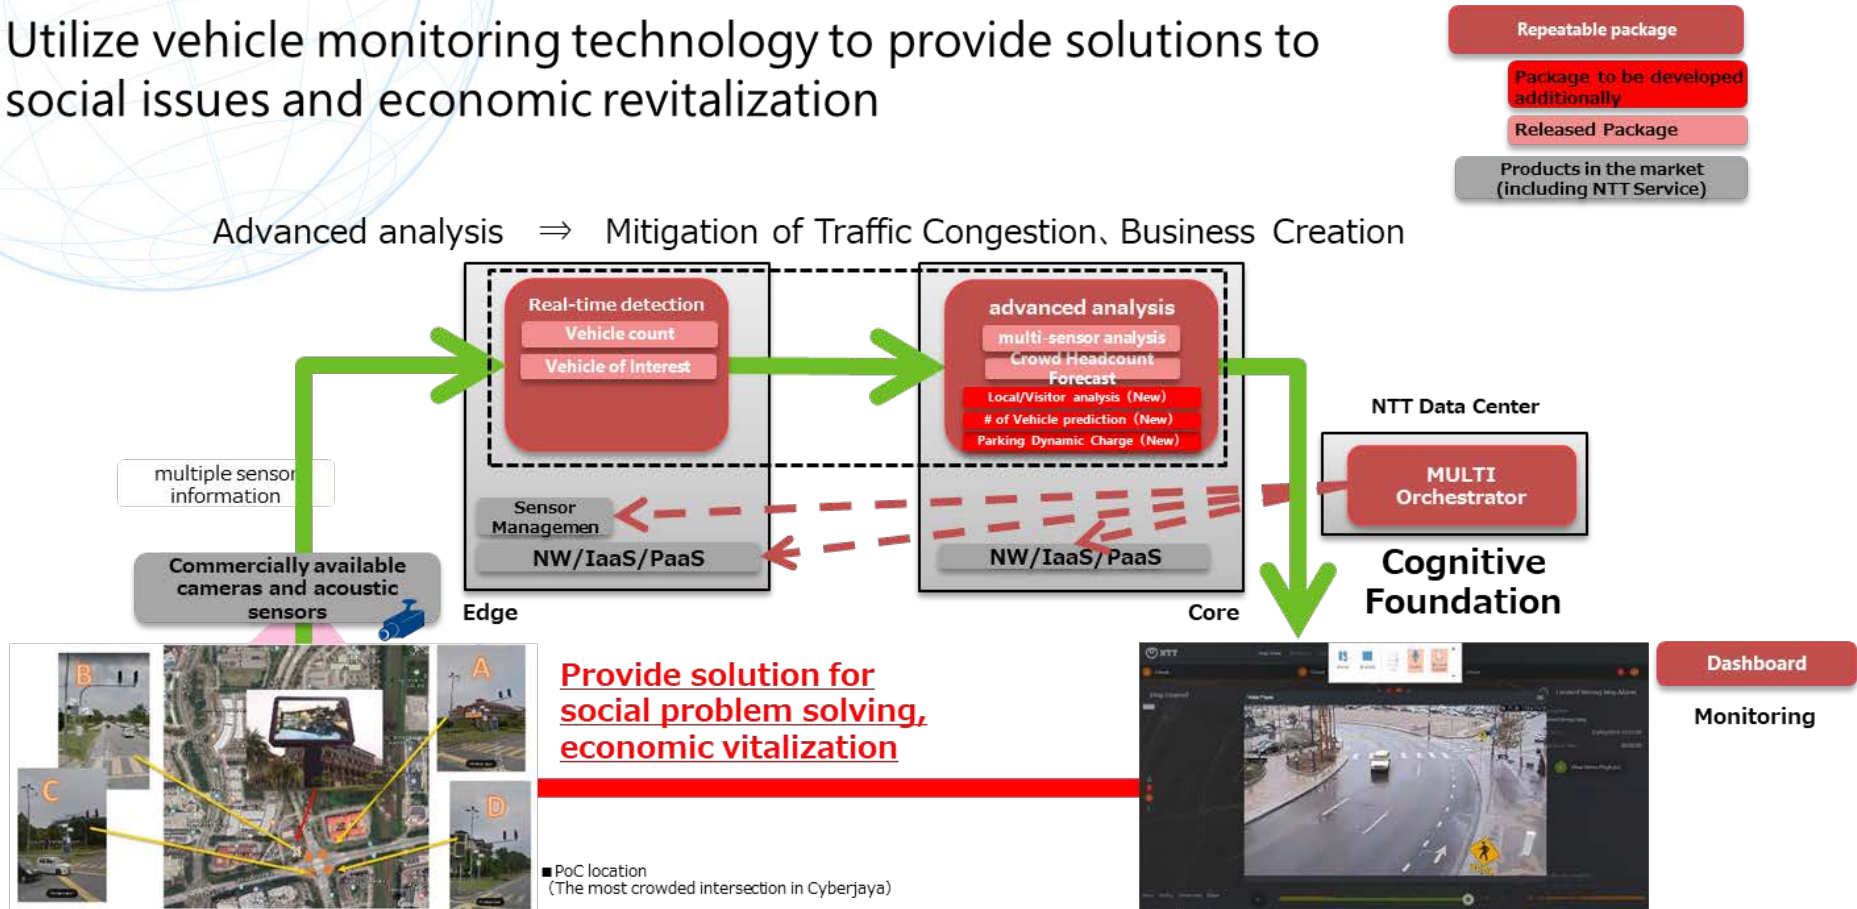 Utilize vehicle monitoring technology to provide solutions to
social issues and economic revitalization
Repeatable package
Package to be developed
additionally
Released Package
Products in the market
(including NTT Service)
Advanced analysis ⇒ Mitigation of Traffic Congestion、Business Creation
Real-time detection
Vehicle count
Vehicle of Interest
advanced analysis
multi-sensor analysis
Crowd Headcount
Forecast
Local/Visitor analysis（New）
# of Vehicle prediction（New）
Parking Dynamic Charge（New）
NTT Data Center
MULTI
Orchestrator
multiple sensor
information
Sensor
Managemen
NW/IaaS/PaaS
NW/IaaS/PaaS
Cognitive
Foundation
Commercially available
cameras and acoustic
sensors
Edge
Core
B
A
C
D
Provide solution for
social problem solving,
economic vitalization
■PoC location
（The most crowded intersection in Cyberjaya）
NTT
Dashboard
Monitoring